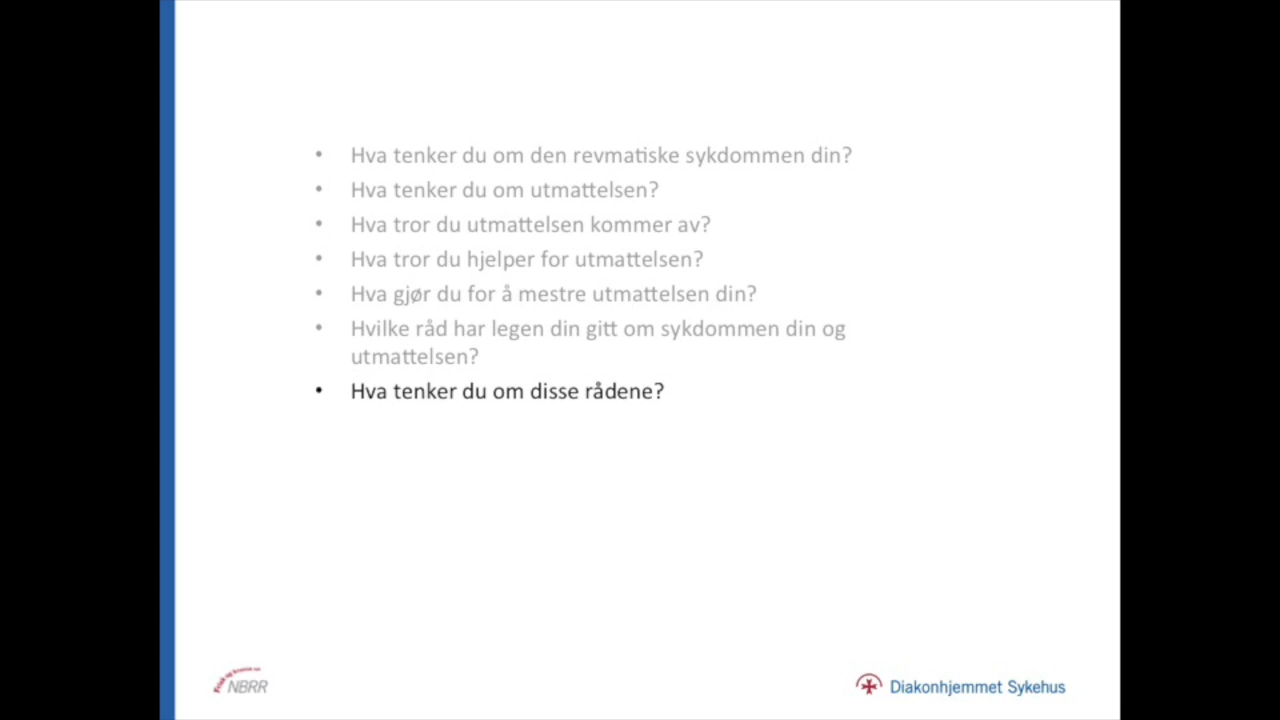 • Hva tenker du om den revmatiske sykdommen din?
• Hva tenker du om utmattelsen?
• Hva tror du utmattelsen kommer av?
• Hva tror du hjelper for utmattelsen?
• Hva gjør du for å mestre utmattelsen din?
• Hvilke råd har legen din gitt om sykdommen din og
utmattelsen?
• Hva tenker du om disse rådene?
NBRR
Diakonhjemmet Sykehus